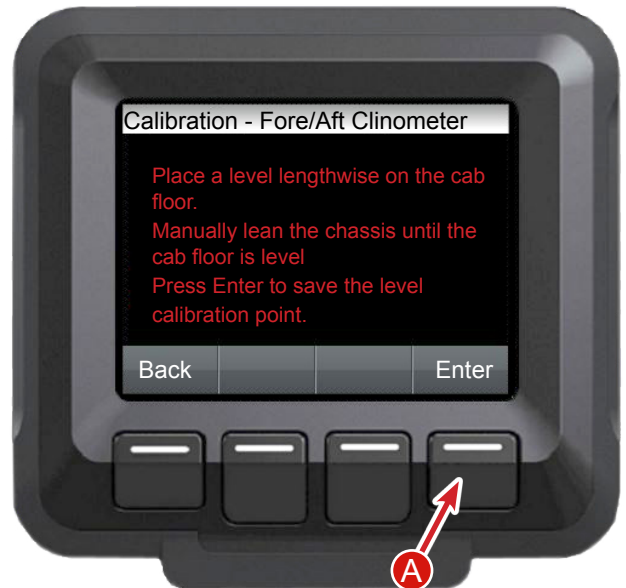 Calibration - Fore/Aft Clinometer
Place a level lengthwise on the cab
floor.
Manually lean the chassis until the
cab floor is level
Press Enter to save the level
calibration point.
Back
Enter
A